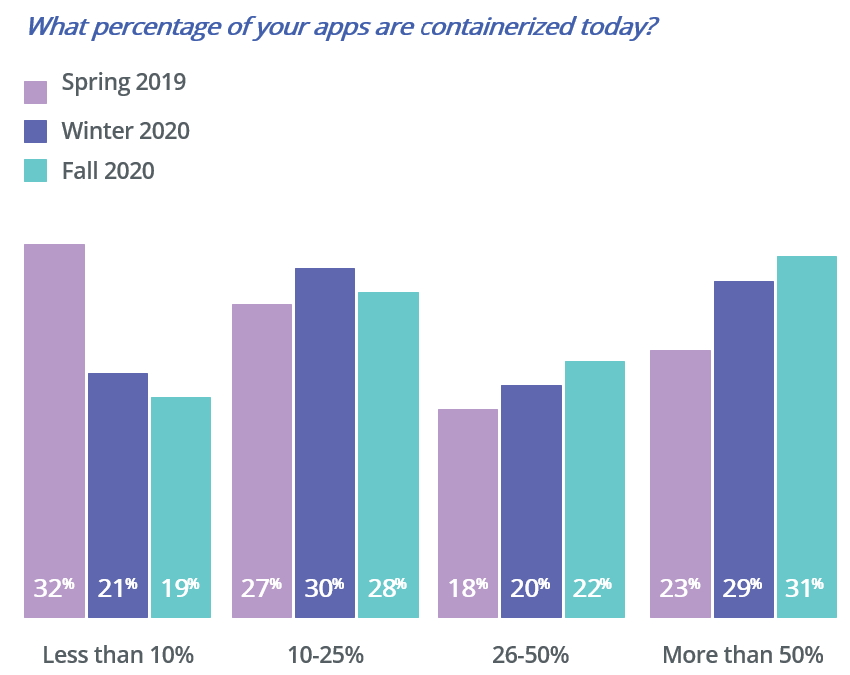 What percentage of your apps are containerized today?
Spring 2019
Winter 2020
Fall 2020
32% 21% 19% 27% 30% 28% 18% 20% 22% 23% 29% 31%
Less than 10% 10-25% 26-50% More than 50%